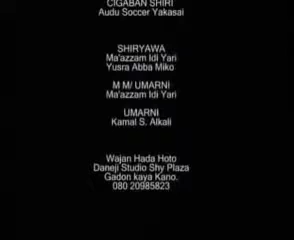 CIGABAN SHIRI
Audu Soccer Yakasai
SHIRYAWA
Ma'azzam Idi Yari
Yusra Abba Miko
M M/ UMARNI
Ma'azzam Idi Yari
UMARNI
Kamal S. Alkali
Wajan Hada Hoto
Daneji Studio Shy Plaza
Gadon kaya Kano.
080 20985823